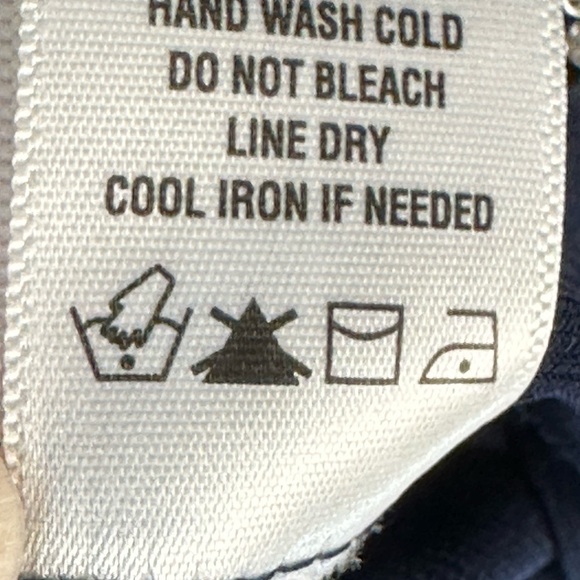 HAND WASH COLD
DO NOT BLEACH
LINE DRY
COOL IRON IF NEEDED